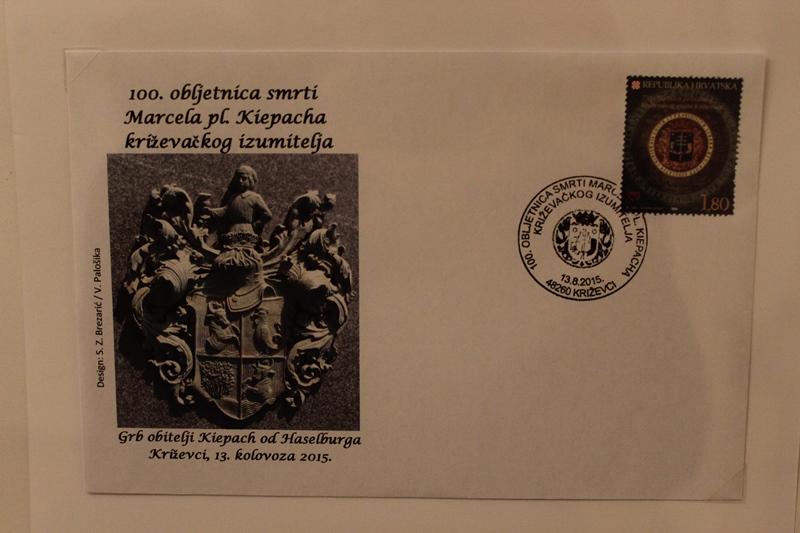 100. obljetnica smrti
Marcela pl. Kiepacha
križevačkog izumitelja
Design: S. Z. Brezarić / V. Palošika
Grb obitelji Kiepach od Haselburga
Križevci, 13. kolovoza 2015.
REPUBLIKA HRVATSKA
1.80
100. OBLJETNICA SMRTI MARCELA PL. KIEPACHA
KRIŽEVAČKOG IZUMITELJA
13.8.2015.
48260 KRIŽEVCI